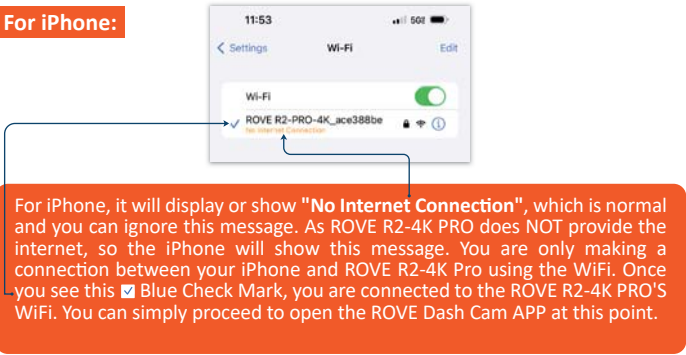 For iPhone:
11:53
5GE
Settings
Wi-Fi
Edit
Wi-Fi
ROVE R2-PRO-4K_ace388be
No Internet Connection
For iPhone, it will display or show "No Internet Connection", which is normal
and you can ignore this message. As ROVE R2-4K PRO does NOT provide the
internet, so the iPhone will show this message. You are only making a
connection between your iPhone and ROVE R2-4K Pro using the WiFi. Once
you see this ☑ Blue Check Mark, you are connected to the ROVE R2-4K PRO'S
WiFi. You can simply proceed to open the ROVE Dash Cam APP at this point.